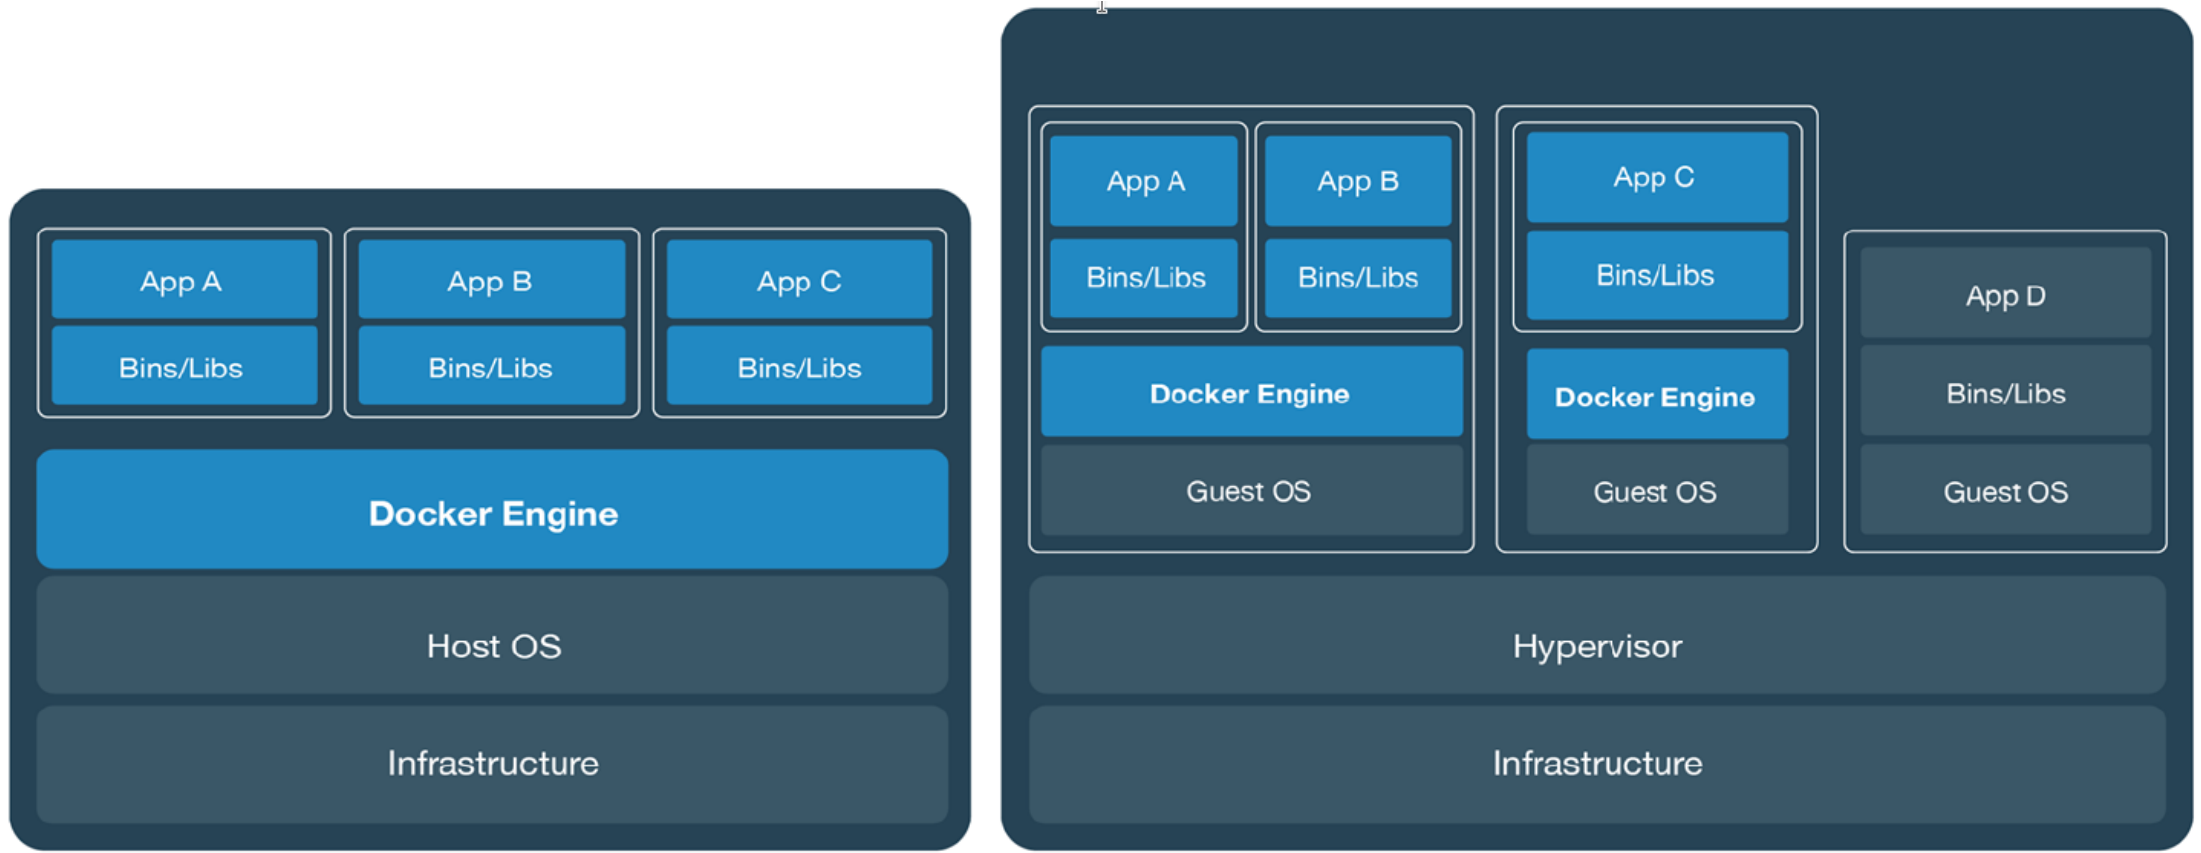 App A
App B
App C
Bins/Libs
Bins/Libs
Bins/Libs
Docker Engine
Host OS
Infrastructure
App A
App B
Bins/Libs
Bins/Libs
Docker Engine
Guest OS
App C
Bins/Libs
Docker Engine
Guest OS
App D
Bins/Libs
Guest OS
Hypervisor
Infrastructure